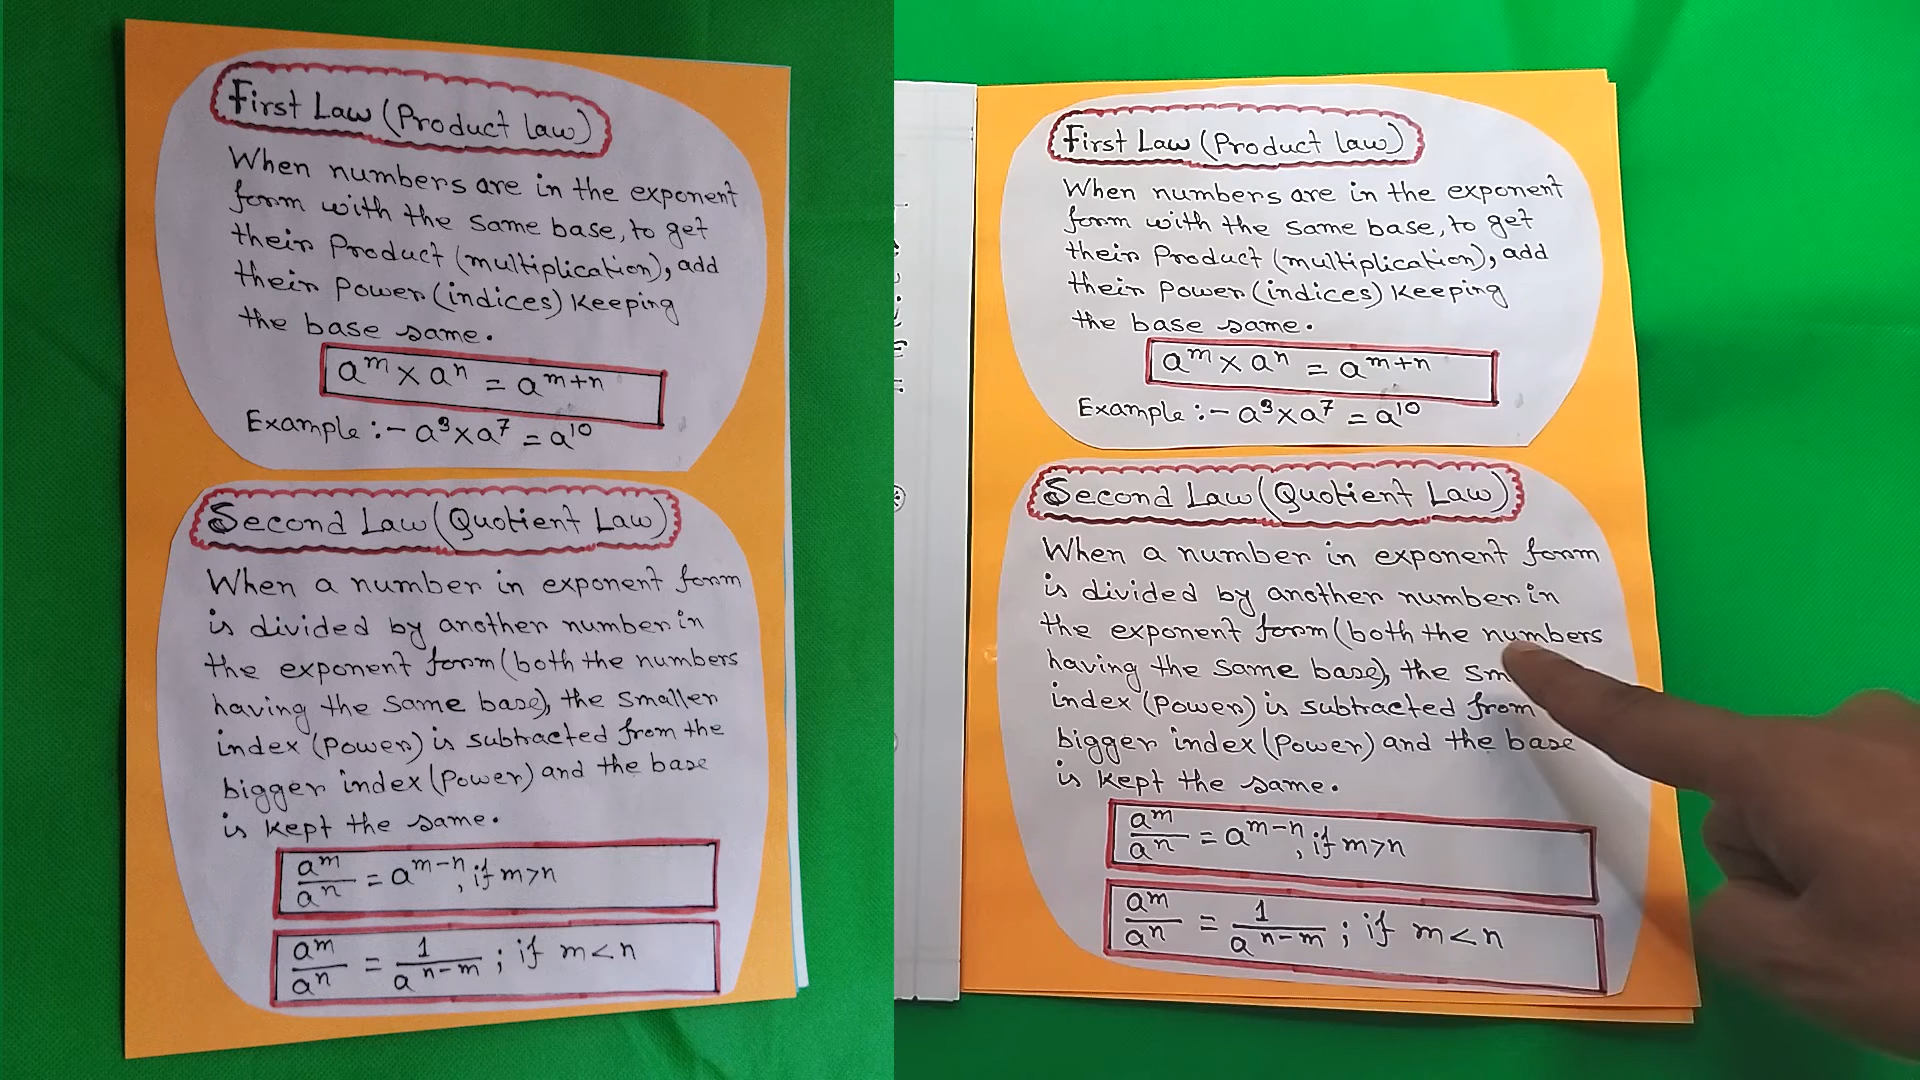 First Law (Product law)
When numbers are in the exponent
form with the same base, to get
their Product (multiplication), add
their Power (indices) Keeping
the base same.
a^m × a^n = a^m+n
Example :- a^3 × a^7 = a^10
Second Law (Quotient Law)
When a number in exponent form
is divided by another number in
the exponent form (both the numbers
having the same base), the smaller
index (Power) is subtracted from the
bigger index (Power) and the base
is kept the same.
a^m/a^n = a^m-n, if m>n
a^m/a^n = 1/a^n-m ; if m<n
First Law (Product law)
When numbers are in the exponent
form with the same base, to get
their Product (multiplication), add
their Power (indices) Keeping
the base same.
a^m × a^n = a^m+n
Example :- a^3 × a^7 = a^10
Second Law (Quotient Law)
When a number in exponent form
is divided by another number in
the exponent form (both the numbers
having the same base), the
index (Power) is subtracted from
bigger index (Power) and the base
is kept the same.
a^m/a^n = a^m-n, if m>n
a^m/a^n = 1/a^n-m ; if m<n